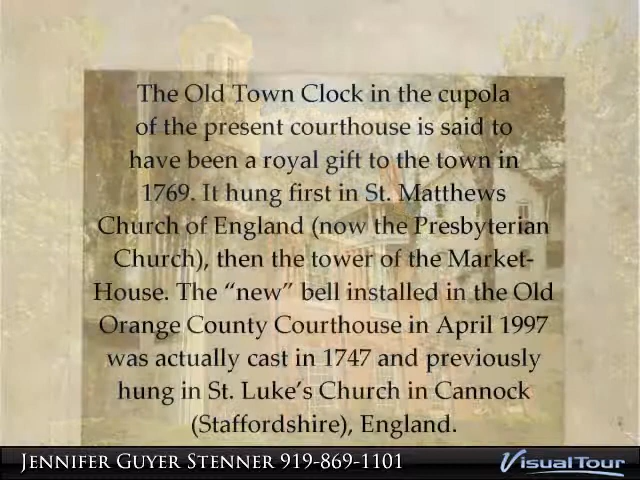 The Old Town Clock in the cupola
of the present courthouse is said to
have been a royal gift to the town in
1769. It hung first in St. Matthews
Church of England (now the Presbyterian
Church), then the tower of the Market-
House. The “new” bell installed in the Old
Orange County Courthouse in April 1997
was actually cast in 1747 and previously
hung in St. Luke’s Church in Cannock
(Staffordshire), England.
Jennifer Guyer Stenner 919-869-1101
VisualTour